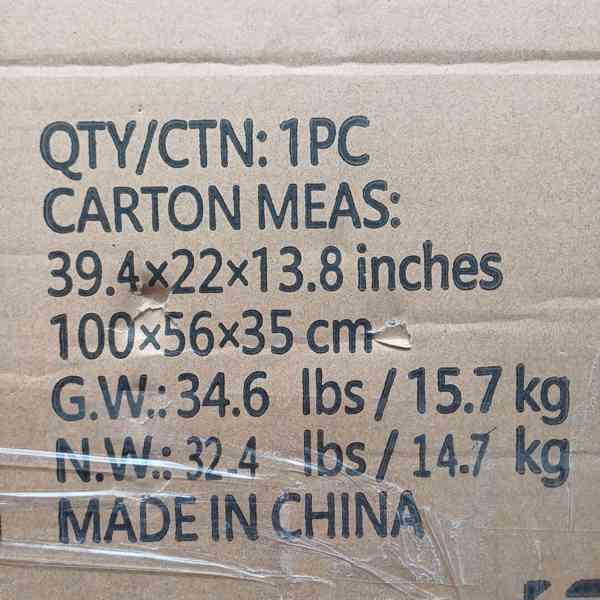 QTY/CTN: 1PC
CARTON MEAS:
39.4×22×13.8 inches
100×56×35 cm
G.W.: 34.6 lbs / 15.7 kg
N.W.: 32.4 lbs / 14.7 kg
MADE IN CHINA